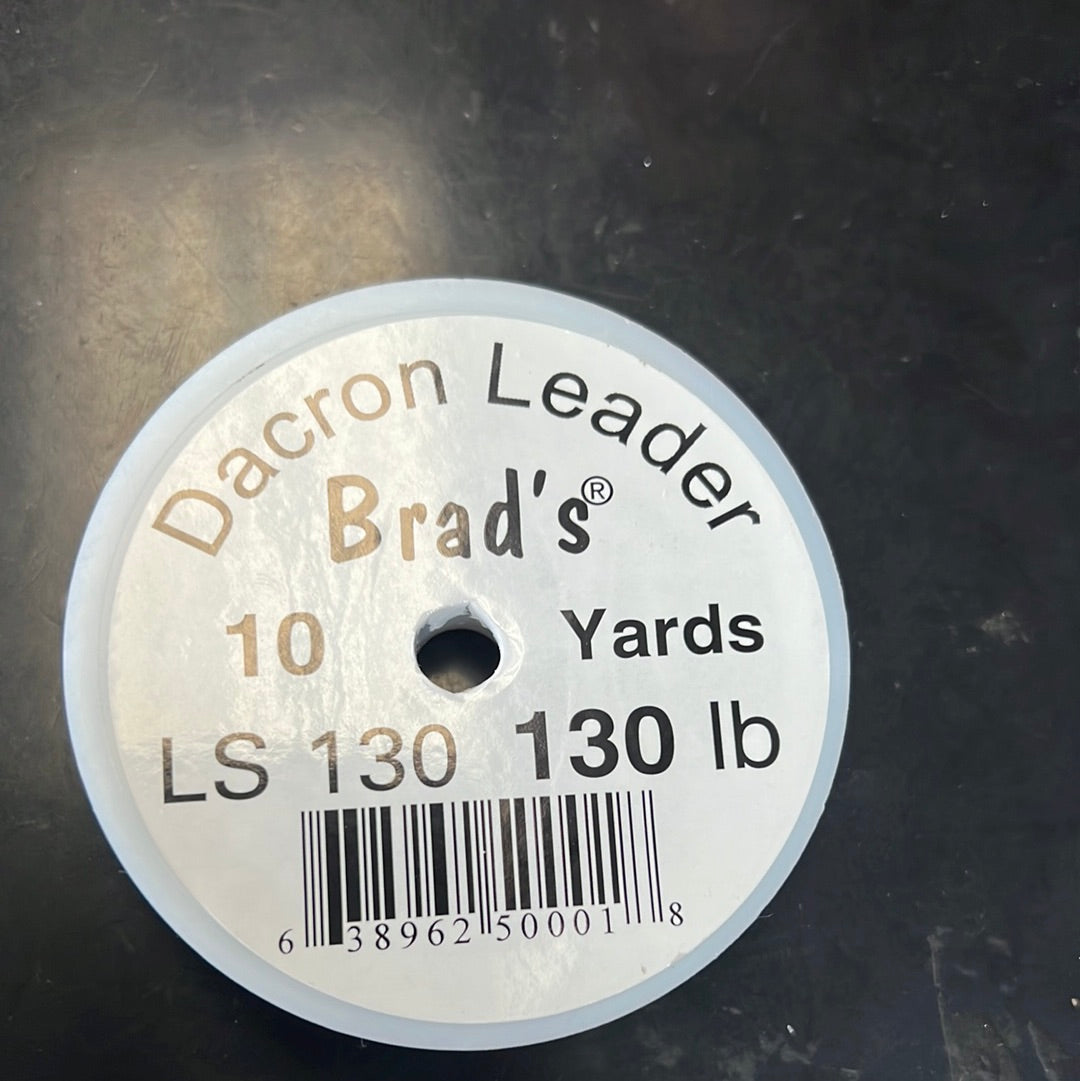 Dacron Leader
Brad's®
10 Yards
LS 130 130 lb
6 38962 50001 8